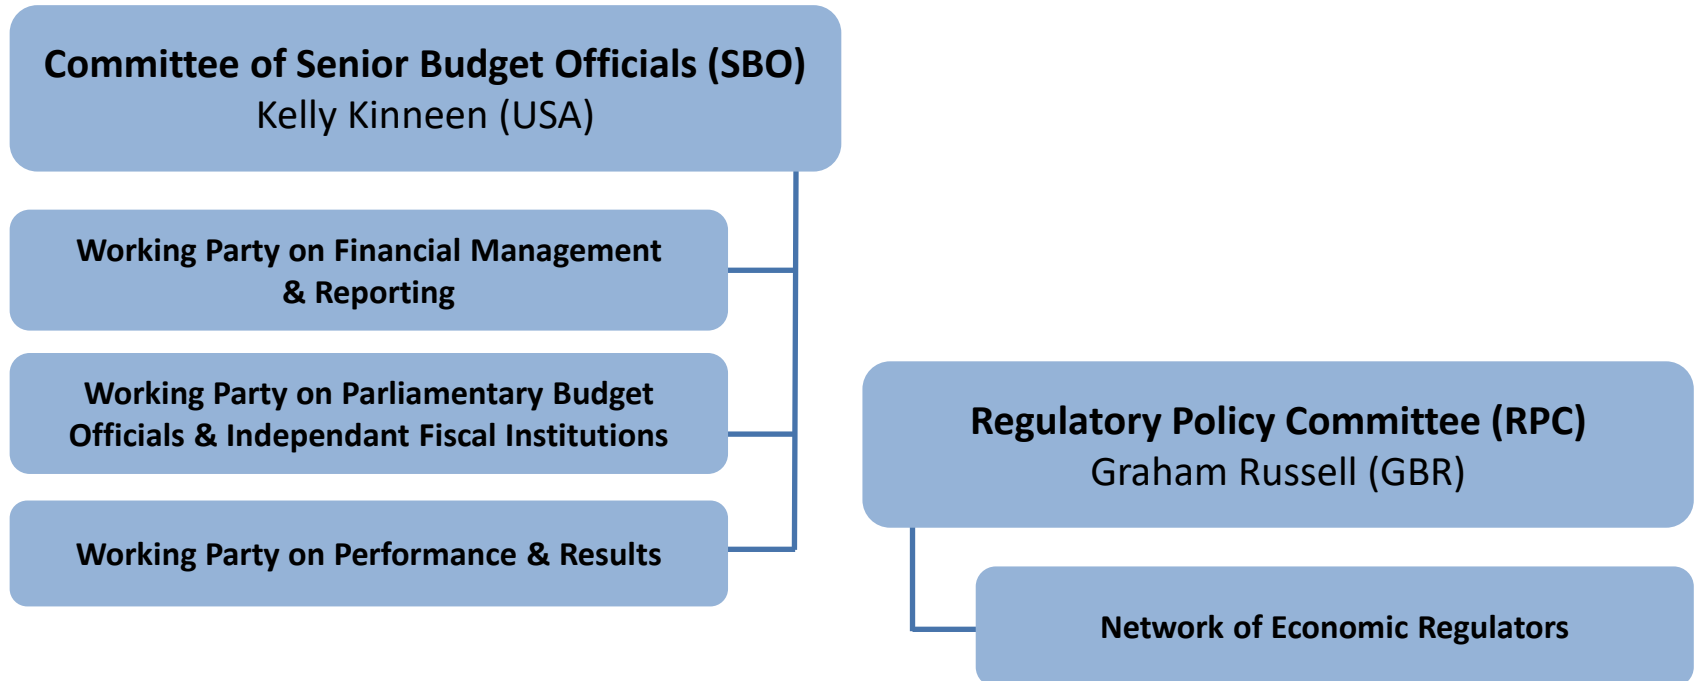 Committee of Senior Budget Officials (SBO)
Kelly Kinneen (USA)
Working Party on Financial Management
& Reporting
Working Party on Parliamentary Budget
Officials & Independant Fiscal Institutions
Working Party on Performance & Results
Regulatory Policy Committee (RPC)
Graham Russell (GBR)
Network of Economic Regulators